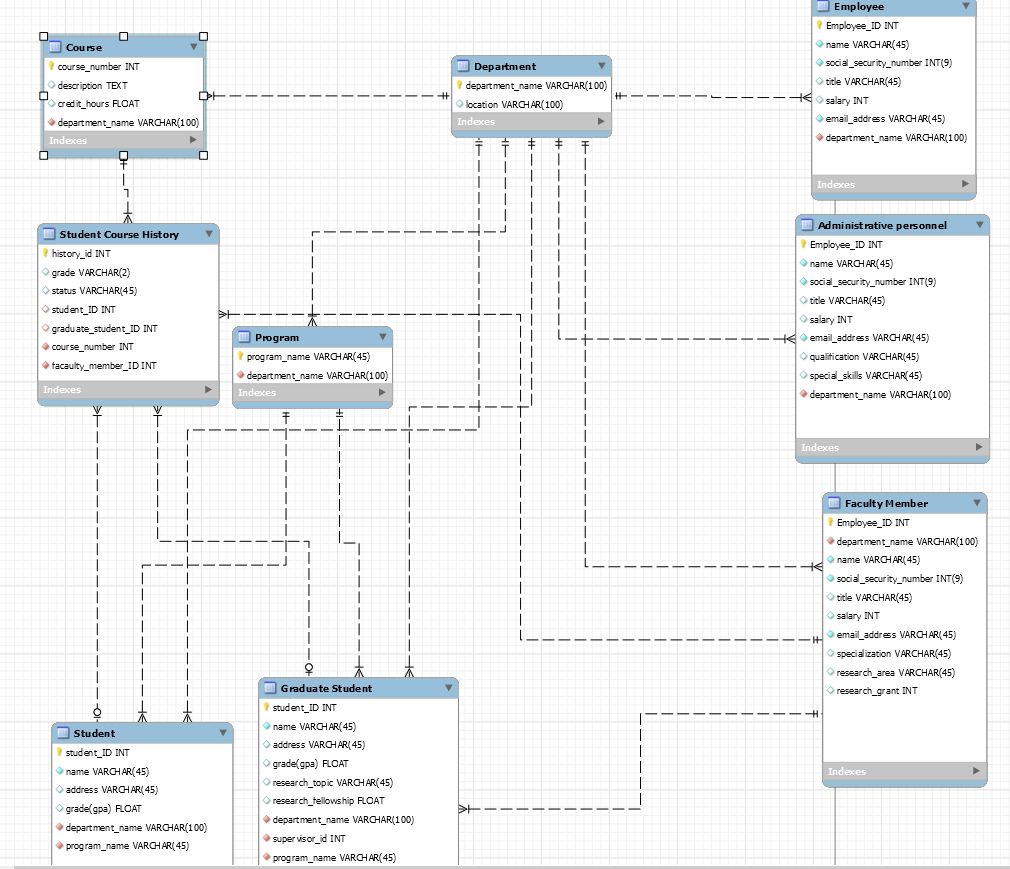 Course
course_number INT
description TEXT
credit_hours FLOAT
department_name VARCHAR(100)
Indexes
Department
department_name VARCHAR(100)
location VARCHAR(100)
Indexes
Employee
Employee_ID INT
name VARCHAR(45)
social_security_number INT(9)
title VARCHAR(45)
salary INT
email_address VARCHAR(45)
department_name VARCHAR(100)
Indexes
Student Course History
history_id INT
grade VARCHAR(2)
status VARCHAR(45)
student_ID INT
graduate_student_ID INT
course_number INT
facaulty_member_ID INT
Indexes
Program
program_name VARCHAR(45)
department_name VARCHAR(100)
Indexes
Administrative personnel
Employee_ID INT
name VARCHAR(45)
social_security_number INT(9)
title VARCHAR(45)
salary INT
email_address VARCHAR(45)
qualification VARCHAR(45)
special_skills VARCHAR(45)
department_name VARCHAR(100)
Indexes
Faculty Member
Employee_ID INT
department_name VARCHAR(100)
name VARCHAR(45)
social_security_number INT(9)
title VARCHAR(45)
salary INT
email_address VARCHAR(45)
specialization VARCHAR(45)
research_area VARCHAR(45)
research_grant INT
Indexes
Student
student_ID INT
name VARCHAR(45)
address VARCHAR(45)
grade(gpa) FLOAT
department_name VARCHAR(100)
program_name VARCHAR(45)
Graduate Student
student_ID INT
name VARCHAR(45)
address VARCHAR(45)
grade(gpa) FLOAT
research_topic VARCHAR(45)
research_fellowship FLOAT
department_name VARCHAR(100)
supervisor_id INT
program_name VARCHAR(45)